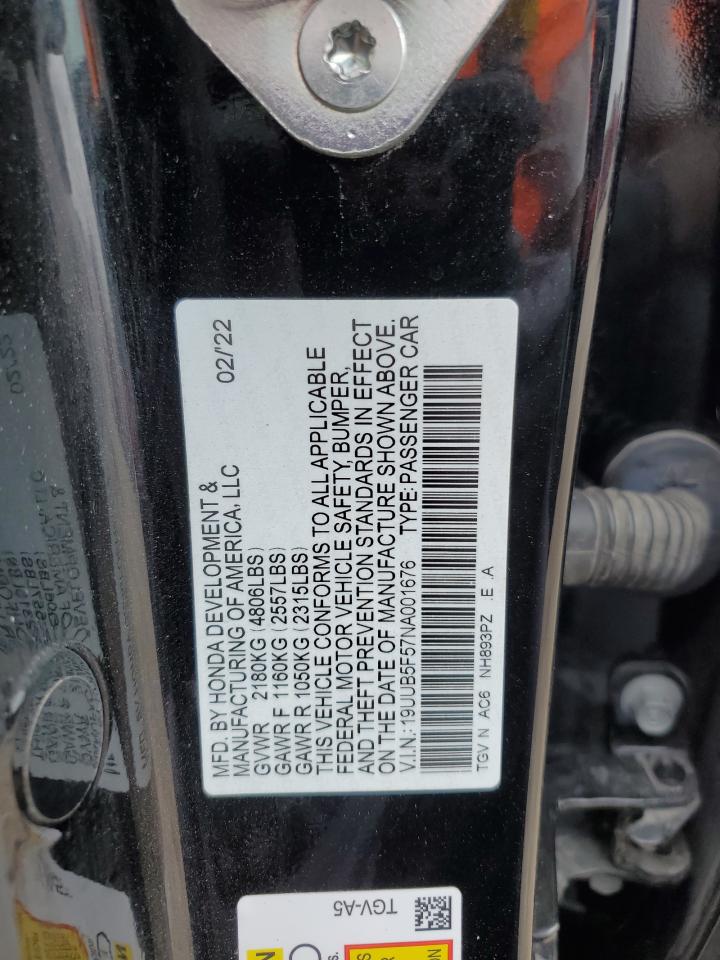 MFD. BY HONDA DEVELOPMENT & 02/'22
MANUFACTURING OF AMERICA, LLC
GVWR 2180KG (4806LBS)
GAWR F 1160KG (2557LBS)
GAWR R 1050KG (2315LBS)
THIS VEHICLE CONFORMS TO ALL APPLICABLE
FEDERAL MOTOR VEHICLE SAFETY, BUMPER,
AND THEFT PREVENTION STANDARDS IN EFFECT
ON THE DATE OF MANUFACTURE SHOWN ABOVE.
V.I.N.: 19UUB5F57NA001676 TYPE: PASSENGER CAR
TGV N AC6 NH893PZ .E .A
TGV-A5